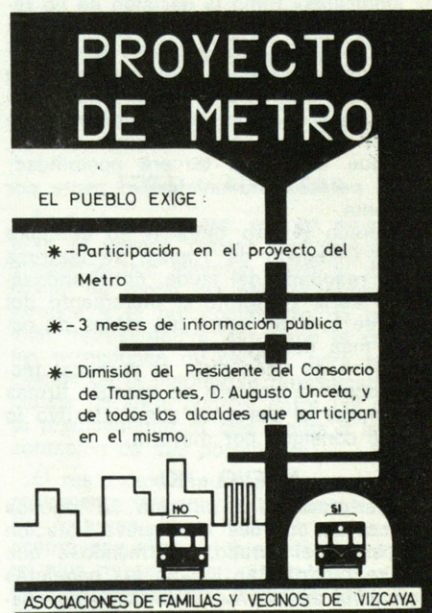 PROYECTO
DE METRO
EL PUEBLO EXIGE:
* - Participación en el proyecto del
Metro
* - 3 meses de información pública
* - Dimisión del Presidente del Consorcio
de Transportes, D. Augusto Unceta, y
de todos los alcaldes que participan
en el mismo.
NO
SI
ASOCIACIONES DE FAMILIAS Y VECINOS DE VIZCAYA